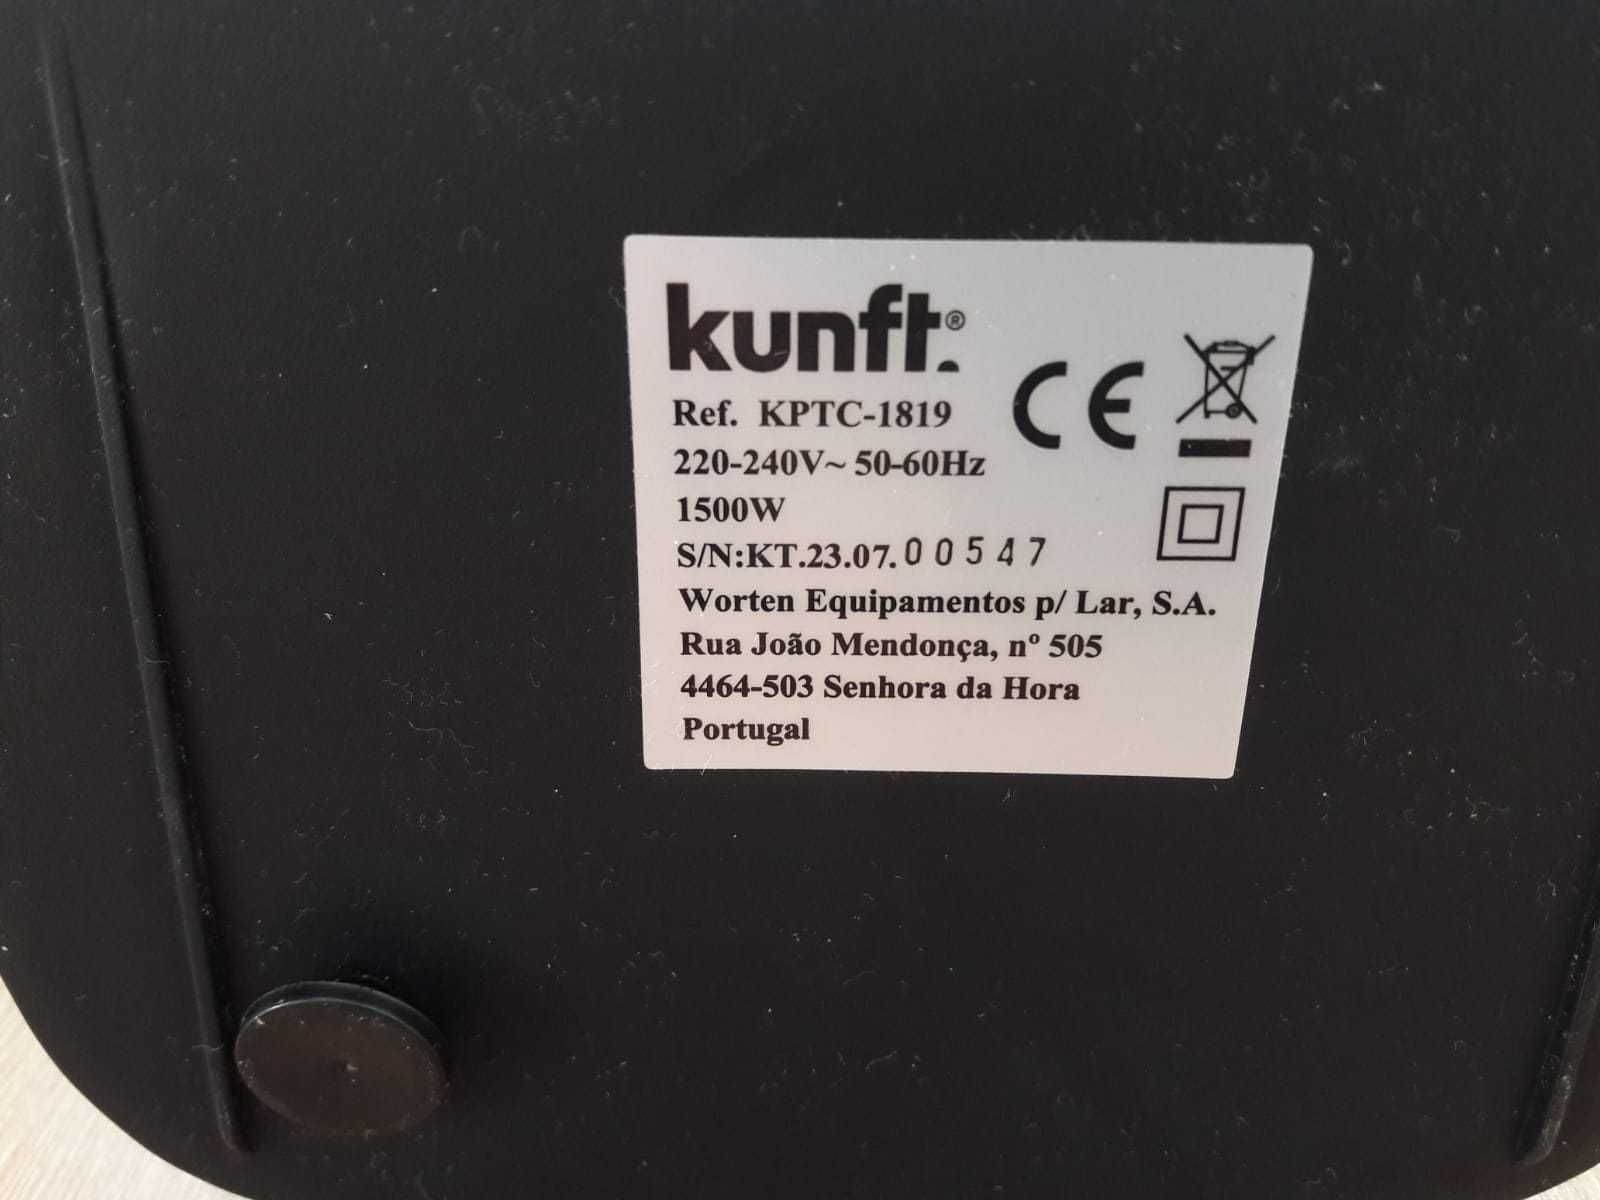 kunft.®
Ref. KPTC-1819
220-240V~ 50-60Hz
1500W
S/N:KT.23.07.00547
Worten Equipamentos p/ Lar, S.A.
Rua João Mendonça, nº 505
4464-503 Senhora da Hora
Portugal
CE